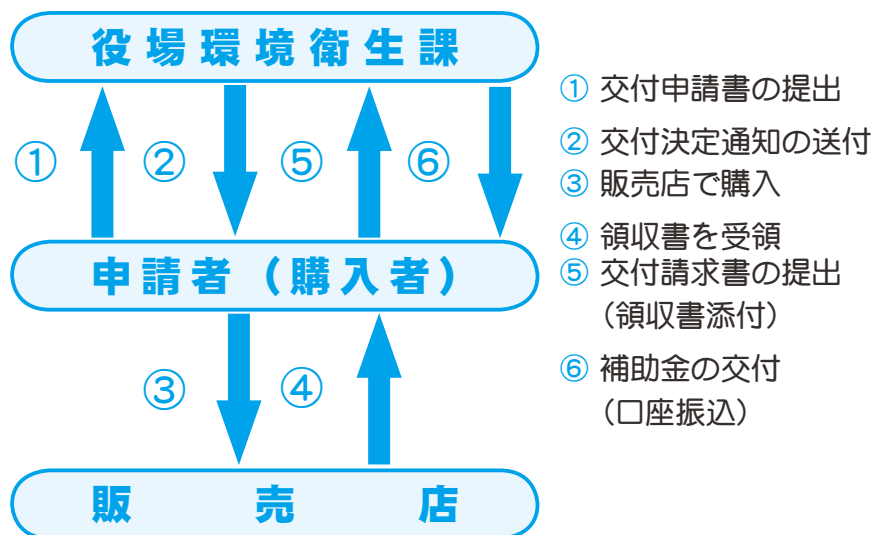 役場環境衛生課
① ② ⑤ ⑥
申請者（購入者）
③ ④
販売店
① 交付申請書の提出
② 交付決定通知の送付
③ 販売店で購入
④ 領収書を受領
⑤ 交付請求書の提出
（領収書添付）
⑥ 補助金の交付
（口座振込）